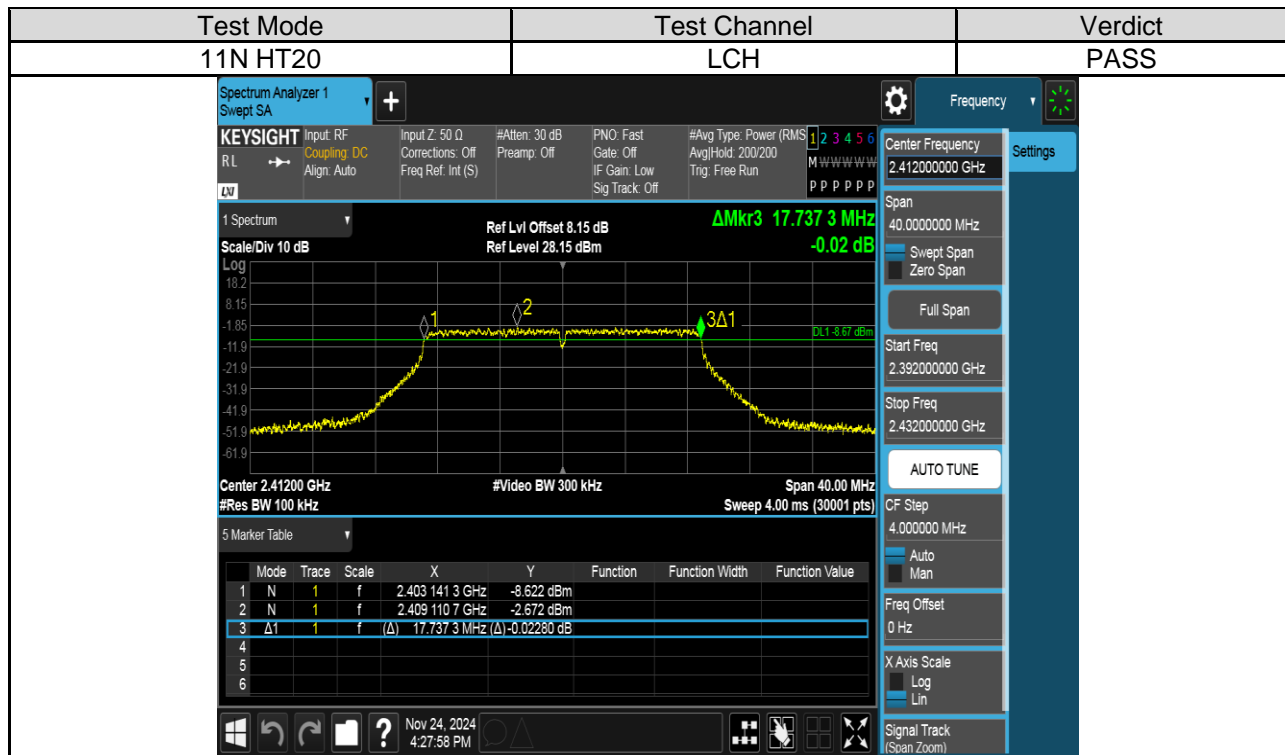 Test Mode Test Channel Verdict
11N HT20 LCH PASS
Spectrum Analyzer 1
Swept SA
+
Frequency
KEYSIGHT
RL
LXI
Input: RF
Coupling: DC
Align: Auto
Input Z: 50 Ω
Corrections: Off
Freq Ref: Int (S)
#Atten: 30 dB
Preamp: Off
PNO: Fast
Gate: Off
IF Gain: Low
Sig Track: Off
#Avg Type: Power (RMS
Avg|Hold: 200/200
Trig: Free Run
1 2 3 4 5 6
M W W W W W
P P P P P P
1 Spectrum
Scale/Div 10 dB
Ref Lvl Offset 8.15 dB
Ref Level 28.15 dBm
ΔMkr3 17.737 3 MHz
-0.02 dB
Log
18.2
8.15
-1.85
-11.9
-21.9
-31.9
-41.9
-51.9
-61.9
1
2
3Δ1
DL1 -8.67 dBm
Center 2.41200 GHz #Video BW 300 kHz Span 40.00 MHz
#Res BW 100 kHz Sweep 4.00 ms (30001 pts)
5 Marker Table
Mode Trace Scale X Y Function Function Width Function Value
1 N 1 f 2.403 141 3 GHz -8.622 dBm
2 N 1 f 2.409 110 7 GHz -2.672 dBm
3 Δ1 1 f (Δ) 17.737 3 MHz (Δ) -0.02280 dB
4
5
6
?
Nov 24, 2024
4:27:58 PM
Center Frequency
2.412000000 GHz
Settings
Span
40.0000000 MHz
Swept Span
Zero Span
Full Span
Start Freq
2.392000000 GHz
Stop Freq
2.432000000 GHz
AUTO TUNE
CF Step
4.000000 MHz
Auto
Man
Freq Offset
0 Hz
X Axis Scale
Log
Lin
Signal Track
(Span Zoom)